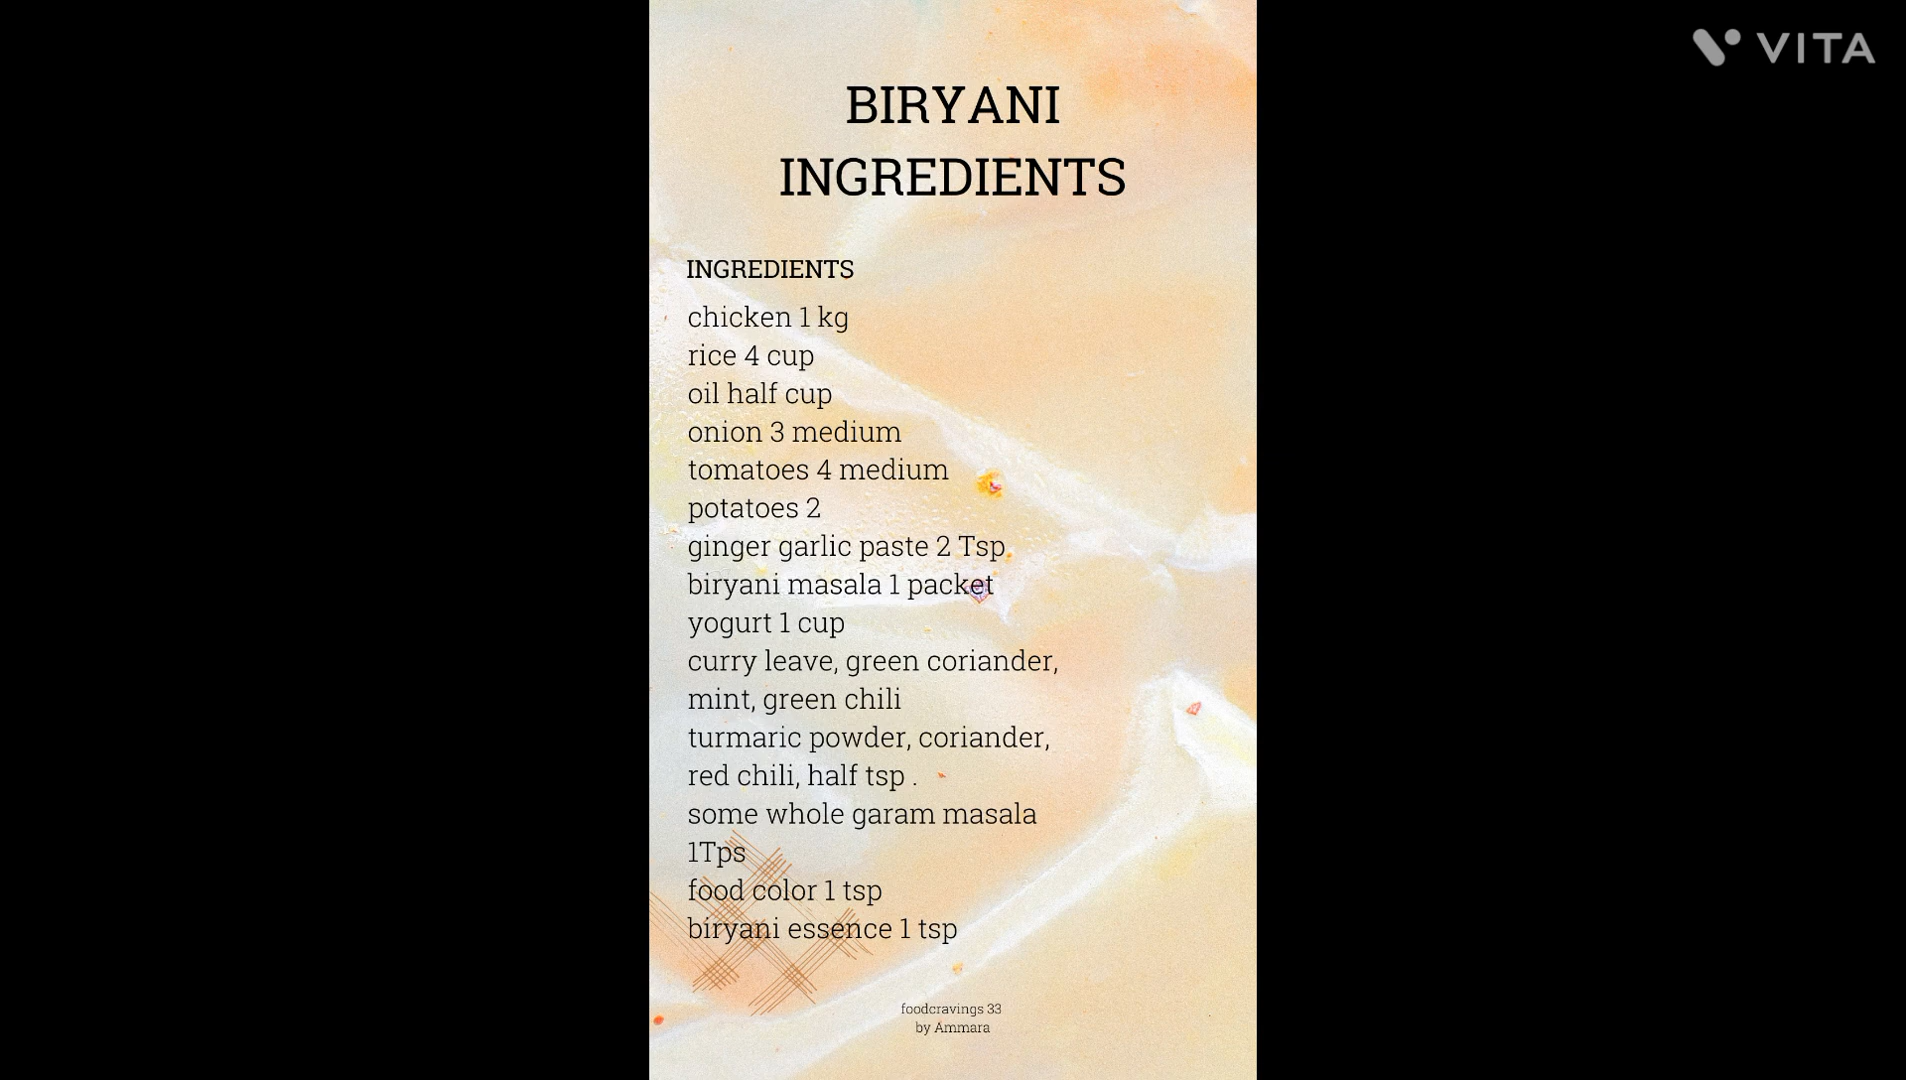 VITA
BIRYANI
INGREDIENTS
INGREDIENTS
chicken 1 kg
rice 4 cup
oil half cup
onion 3 medium
tomatoes 4 medium
potatoes 2
ginger garlic paste 2 Tsp
biryani masala 1 packet
yogurt 1 cup
curry leave, green coriander,
mint, green chili
turmaric powder, coriander,
red chili, half tsp .
some whole garam masala
1Tps
food color 1 tsp
biryani essence 1 tsp
foodcravings 33
by Ammara